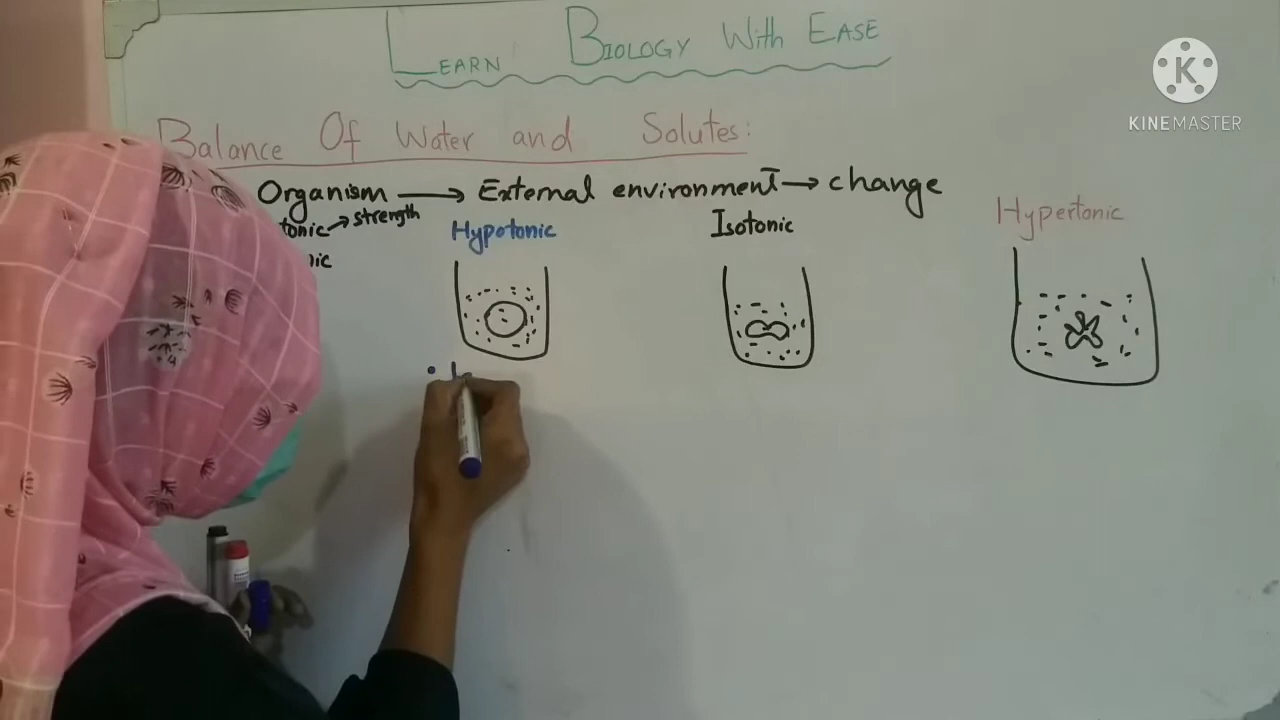 LEARN BIOLOGY WITH EASE
KINEMASTER
Balance Of Water and Solutes:
Organism → External environment → change
tonic → strength
Hypotonic
Isotonic
Hypertonic
nic